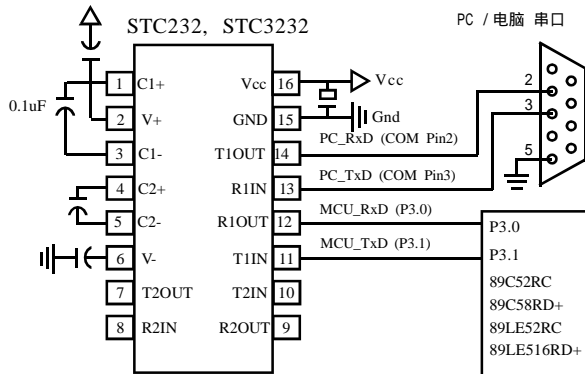 STC232, STC3232
PC /电脑 串口
0.1uF
1 C1+
2 V+
3 C1-
4 C2+
5 C2-
6 V-
7 T2OUT
8 R2IN
Vcc 16 Vcc
GND 15 Gnd
T1OUT 14 PC_RxD (COM Pin2)
R1IN 13 PC_TxD (COM Pin3)
R1OUT 12 MCU_RxD (P3.0)
T1IN 11 MCU_TxD (P3.1)
T2IN 10
R2OUT 9
2
3
5
P3.0
P3.1
89C52RC
89C58RD+
89LE52RC
89LE516RD+